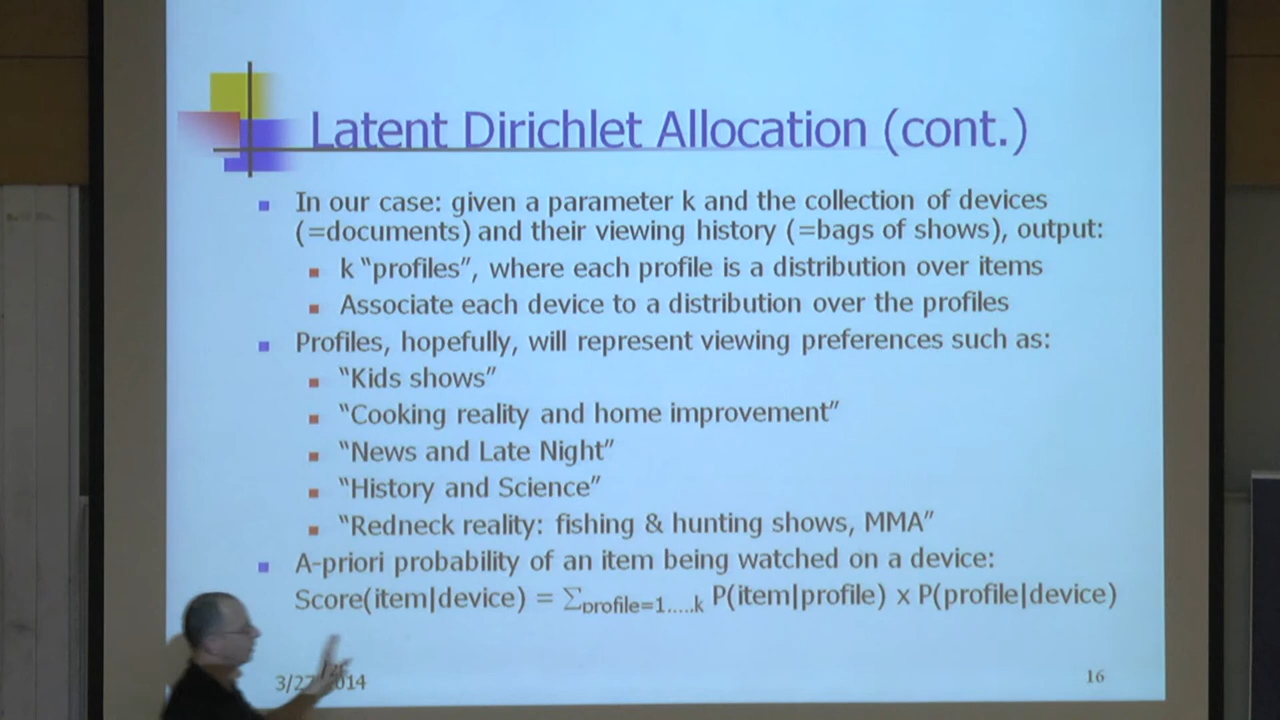 Latent Dirichlet Allocation (cont.)
In our case: given a parameter k and the collection of devices
(=documents) and their viewing history (=bags of shows), output:
k “profiles”, where each profile is a distribution over items
Associate each device to a distribution over the profiles
Profiles, hopefully, will represent viewing preferences such as:
“Kids shows”
“Cooking reality and home improvement”
“News and Late Night”
“History and Science”
“Redneck reality: fishing & hunting shows, MMA”
A-priori probability of an item being watched on a device:
Score(item|device) = Σprofile=1.....k P(item|profile) x P(profile|device)
16